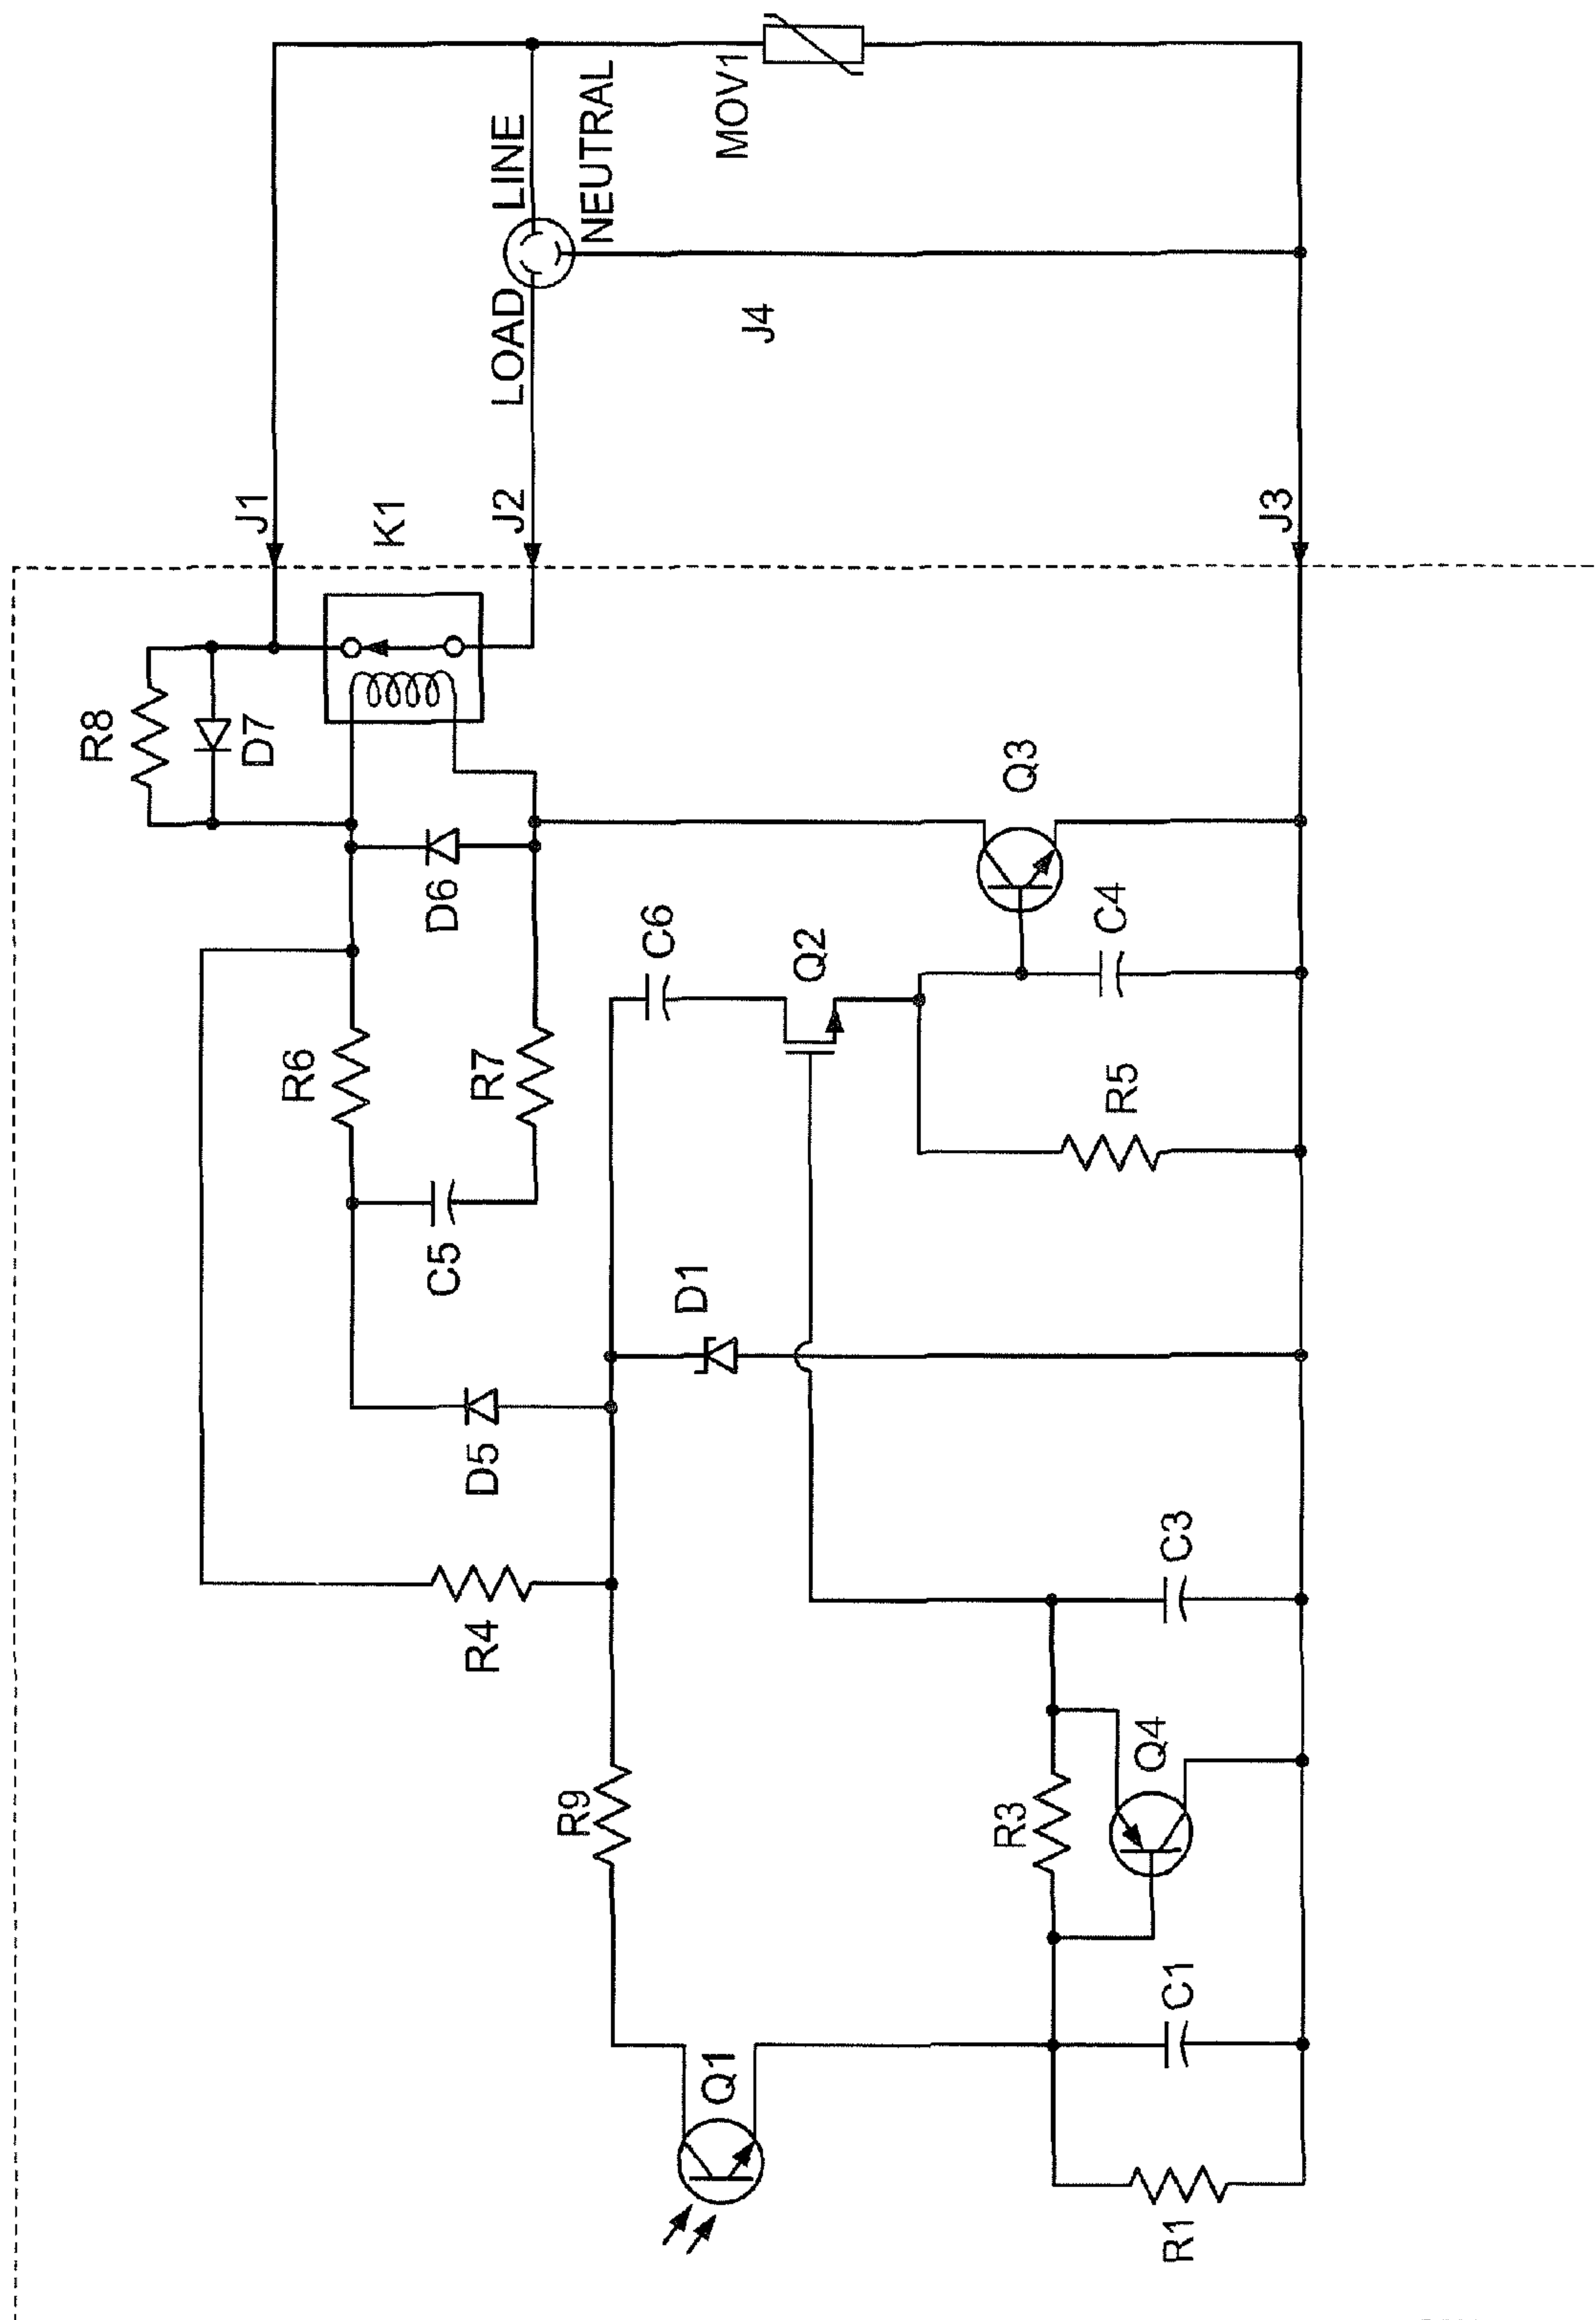 R8
D7
J1
K1
J2
LOAD
LINE
NEUTRAL
MOV1
J4
J3
D6
R6
R7
C5
C6
Q2
Q3
C4
R5
D1
D5
R4
R9
C3
Q4
R3
C1
Q1
R1